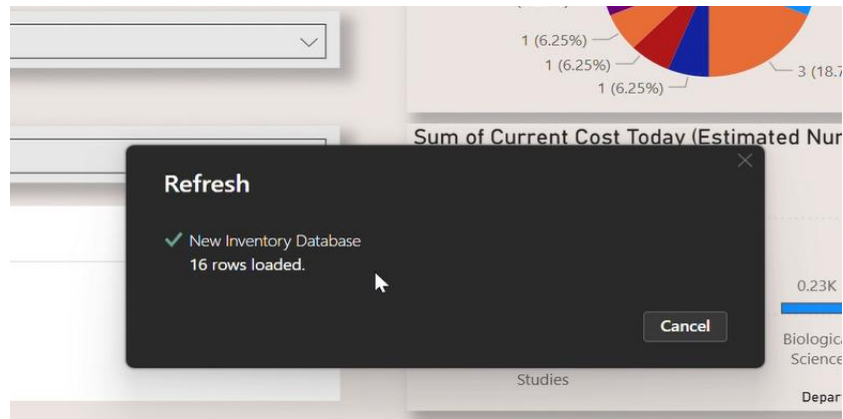 1 (6.25%)
1 (6.25%)
1 (6.25%)
3 (18.7
Sum of Current Cost Today (Estimated Nur
Refresh
New Inventory Database
16 rows loaded.
Cancel
0.23K
Biologic
Science
Studies
Depar